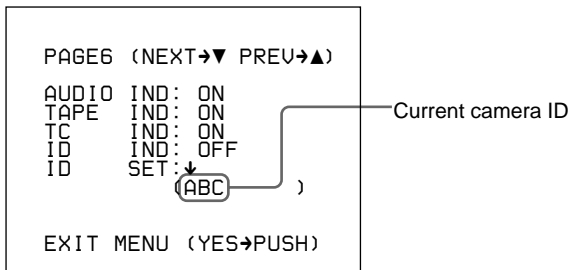 PAGE6 (NEXT→▼ PREV→▲)
AUDIO IND: ON
TAPE IND: ON
TC IND: ON
ID IND: OFF
ID SET:↓
(ABC )
Current camera ID
EXIT MENU (YES→PUSH)